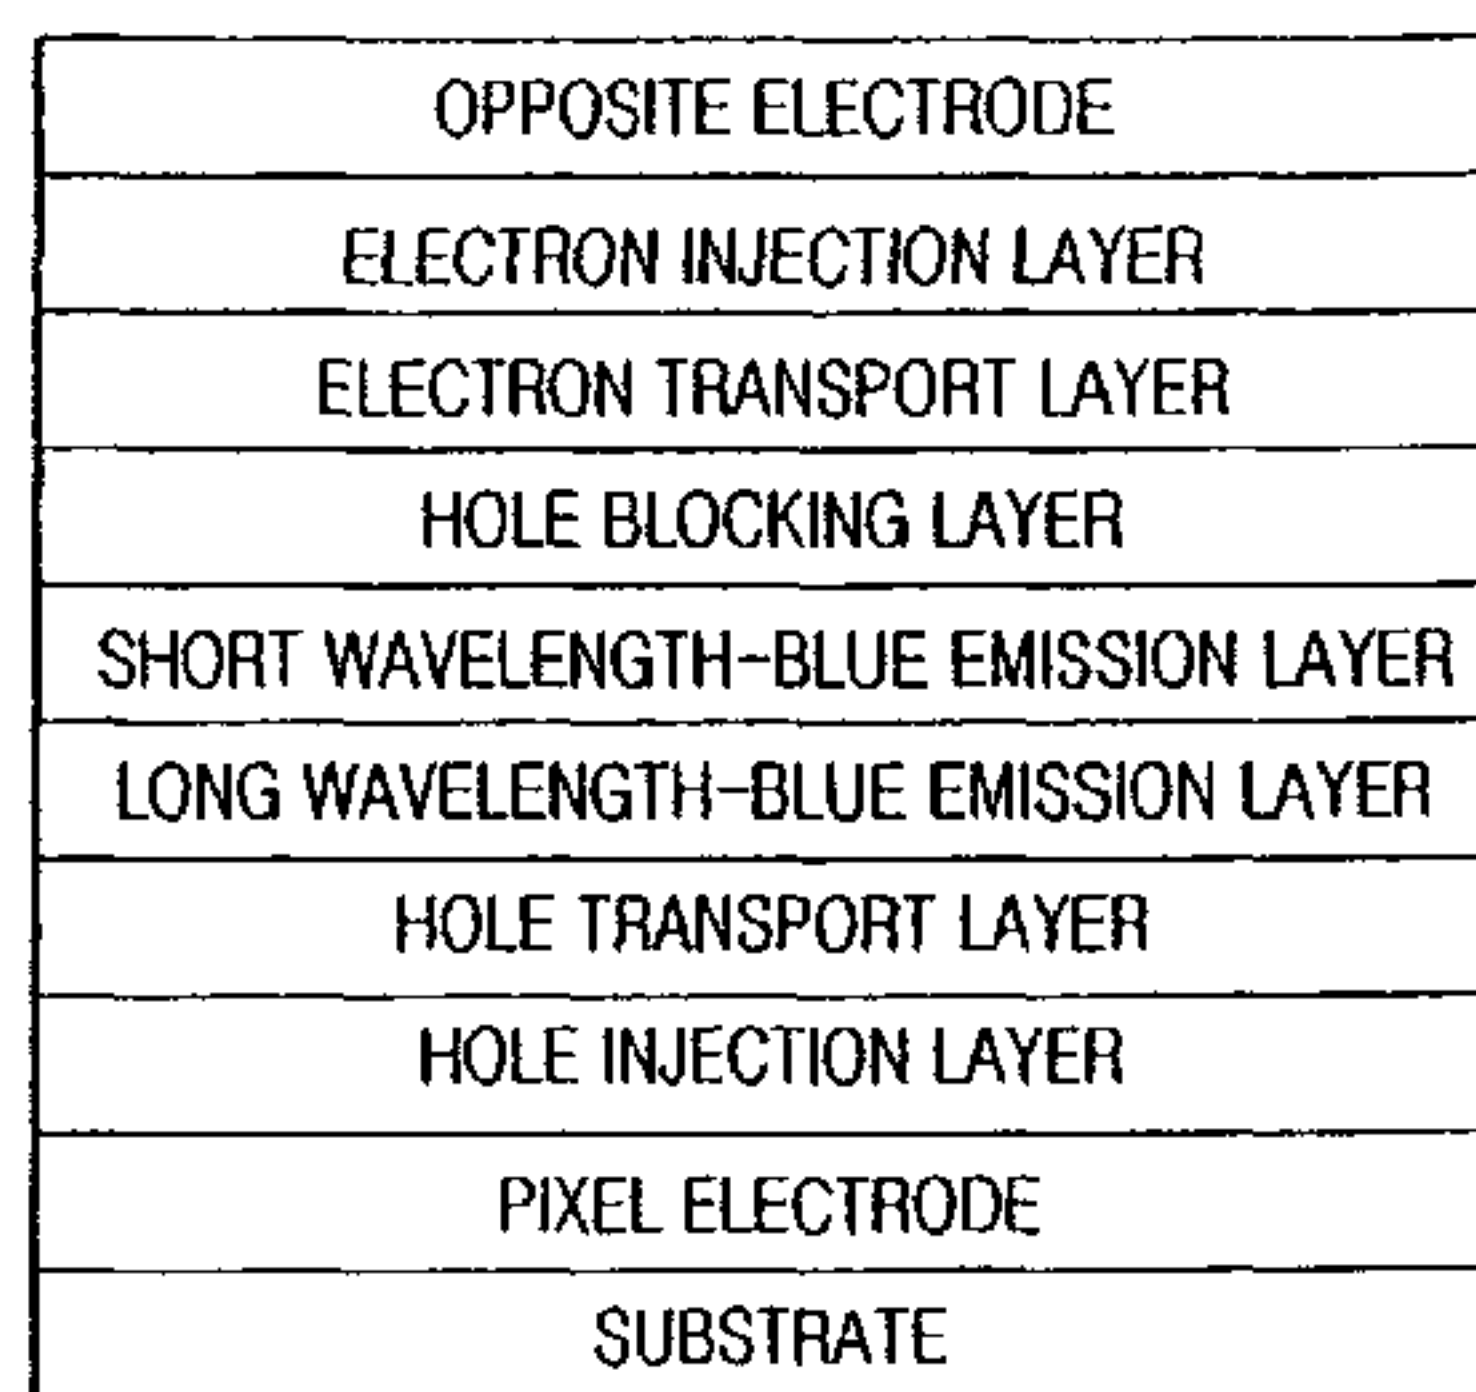 OPPOSITE ELECTRODE
ELECTRON INJECTION LAYER
ELECTRON TRANSPORT LAYER
HOLE BLOCKING LAYER
SHORT WAVELENGTH-BLUE EMISSION LAYER
LONG WAVELENGTH-BLUE EMISSION LAYER
HOLE TRANSPORT LAYER
HOLE INJECTION LAYER
PIXEL ELECTRODE
SUBSTRATE